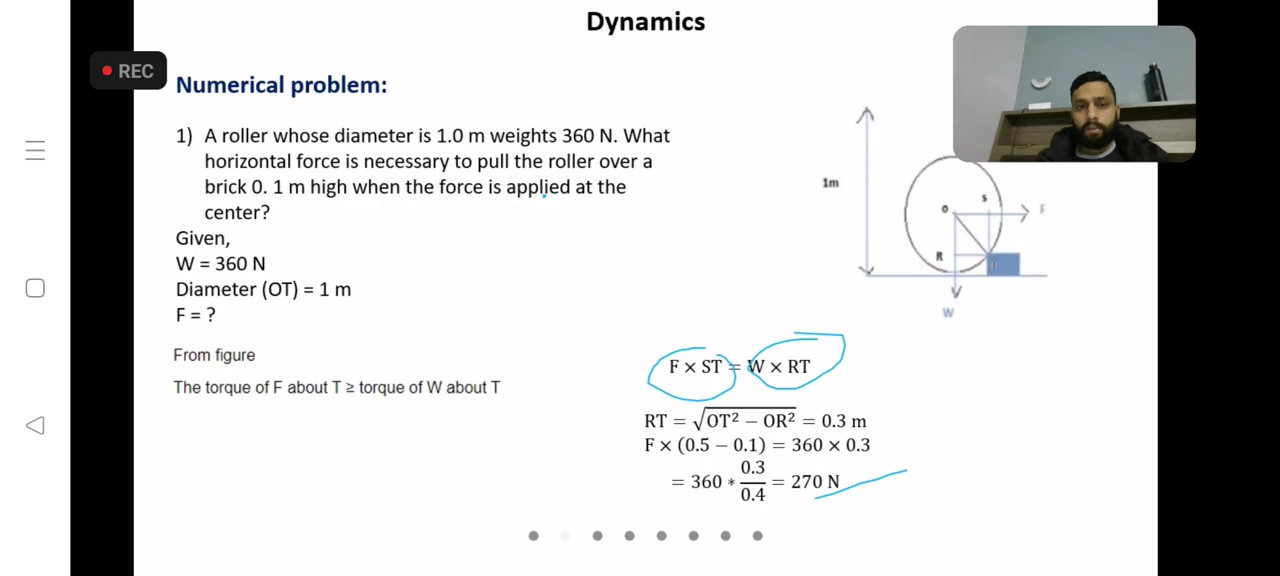 Dynamics
REC
Numerical problem:
1) A roller whose diameter is 1.0 m weights 360 N. What
horizontal force is necessary to pull the roller over a
brick 0. 1 m high when the force is applied at the
center?
Given,
W = 360 N
Diameter (OT) = 1 m
F = ?
From figure
The torque of F about T ≥ torque of W about T
1m
O
S
F
R
T
W
F × ST = W × RT
RT = √OT² − OR² = 0.3 m
F × (0.5 − 0.1) = 360 × 0.3
= 360 * 0.3/0.4 = 270 N